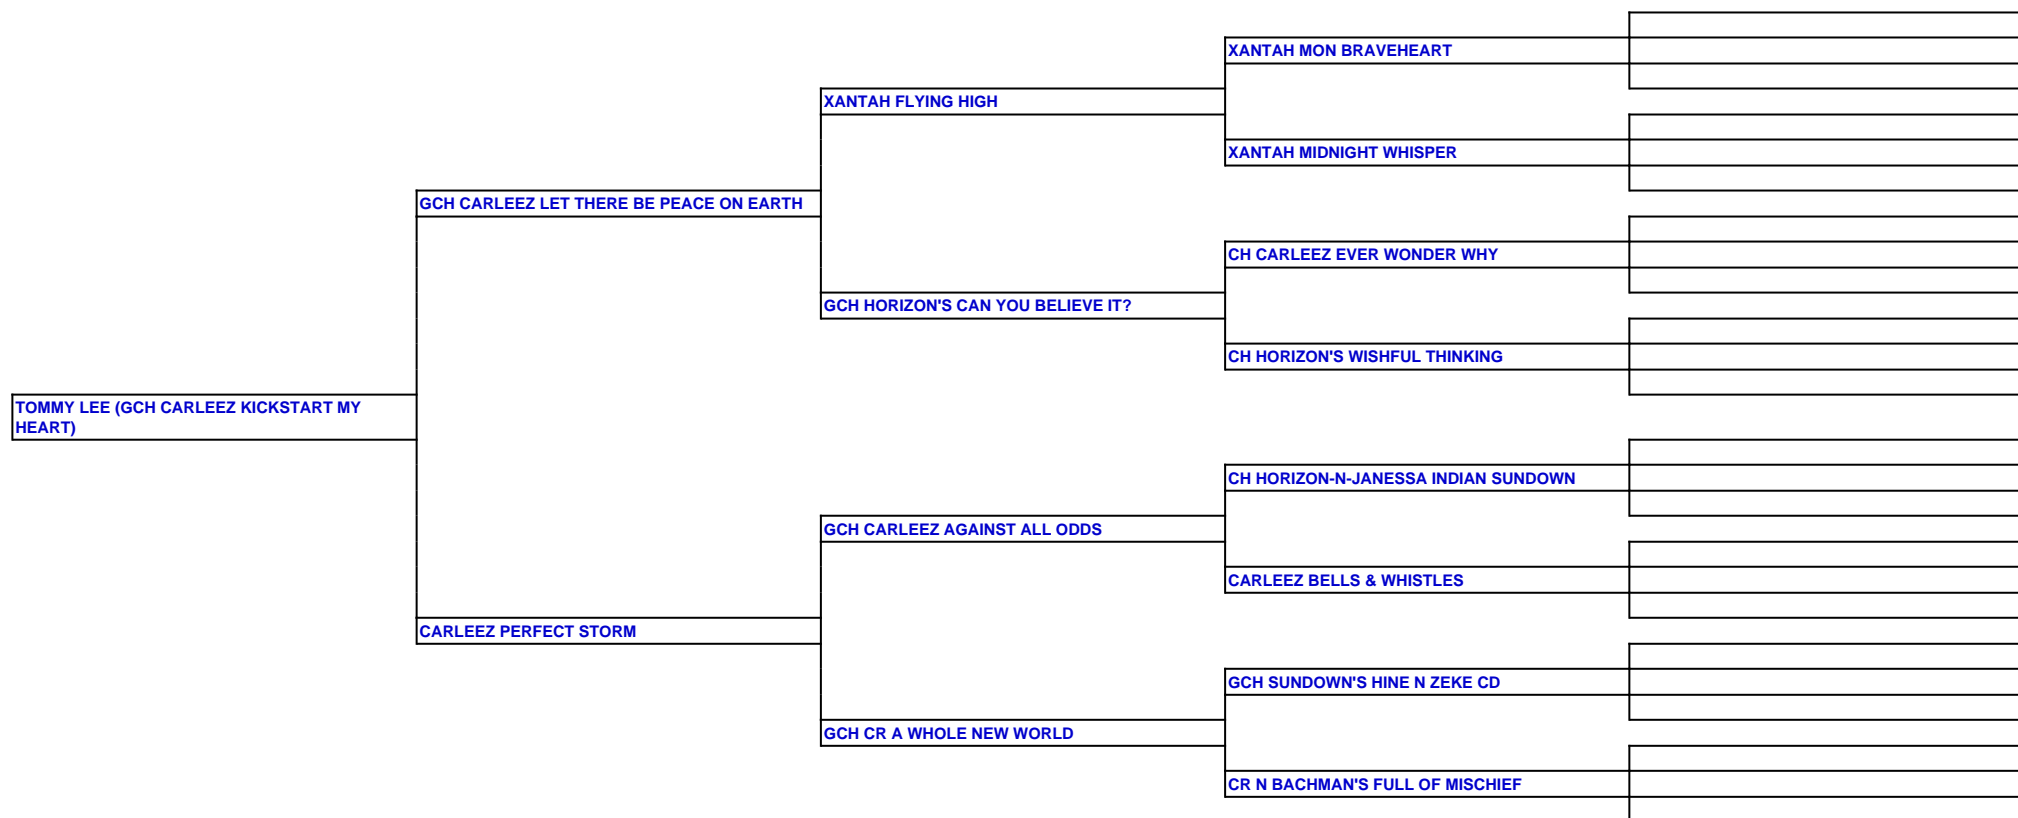 XANTAH MON BRAVEHEART
XANTAH FLYING HIGH
XANTAH MIDNIGHT WHISPER
GCH CARLEEZ LET THERE BE PEACE ON EARTH
CH CARLEEZ EVER WONDER WHY
GCH HORIZON'S CAN YOU BELIEVE IT?
CH HORIZON'S WISHFUL THINKING
TOMMY LEE (GCH CARLEEZ KICKSTART MY
HEART)
CH HORIZON-N-JANESSA INDIAN SUNDOWN
GCH CARLEEZ AGAINST ALL ODDS
CARLEEZ BELLS & WHISTLES
CARLEEZ PERFECT STORM
GCH SUNDOWN'S HINE N ZEKE CD
GCH CR A WHOLE NEW WORLD
CR N BACHMAN'S FULL OF MISCHIEF